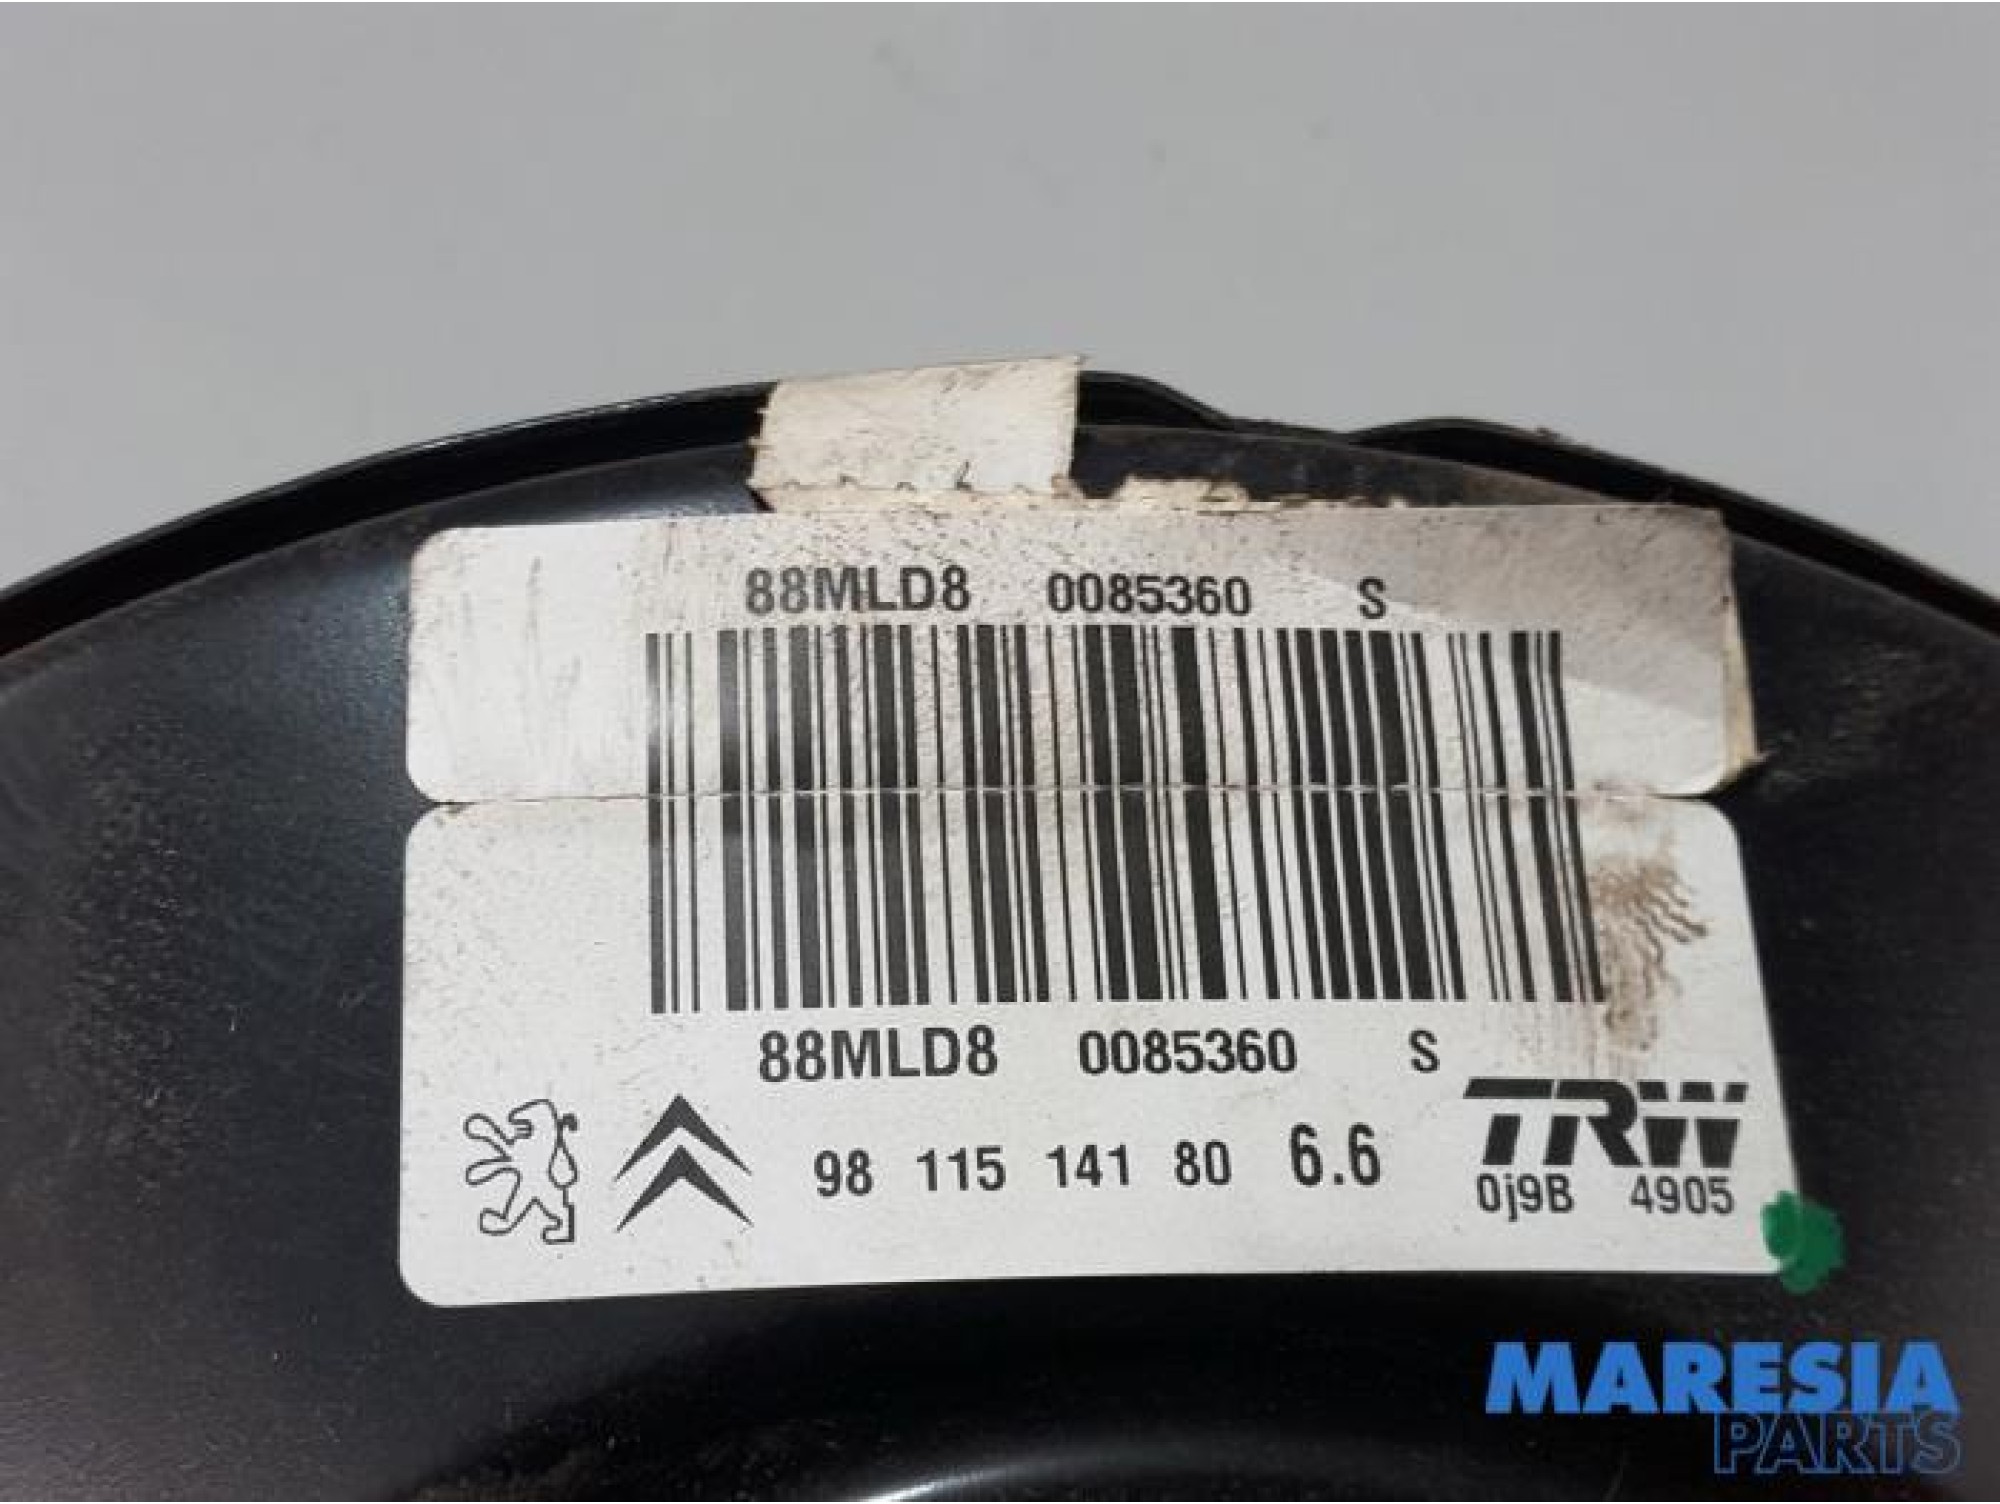 88MLD8 0085360 S
88MLD8 0085360 S
TRW
98 115 141 80 6.6
0j9B 4905
MARESIA
PARTS